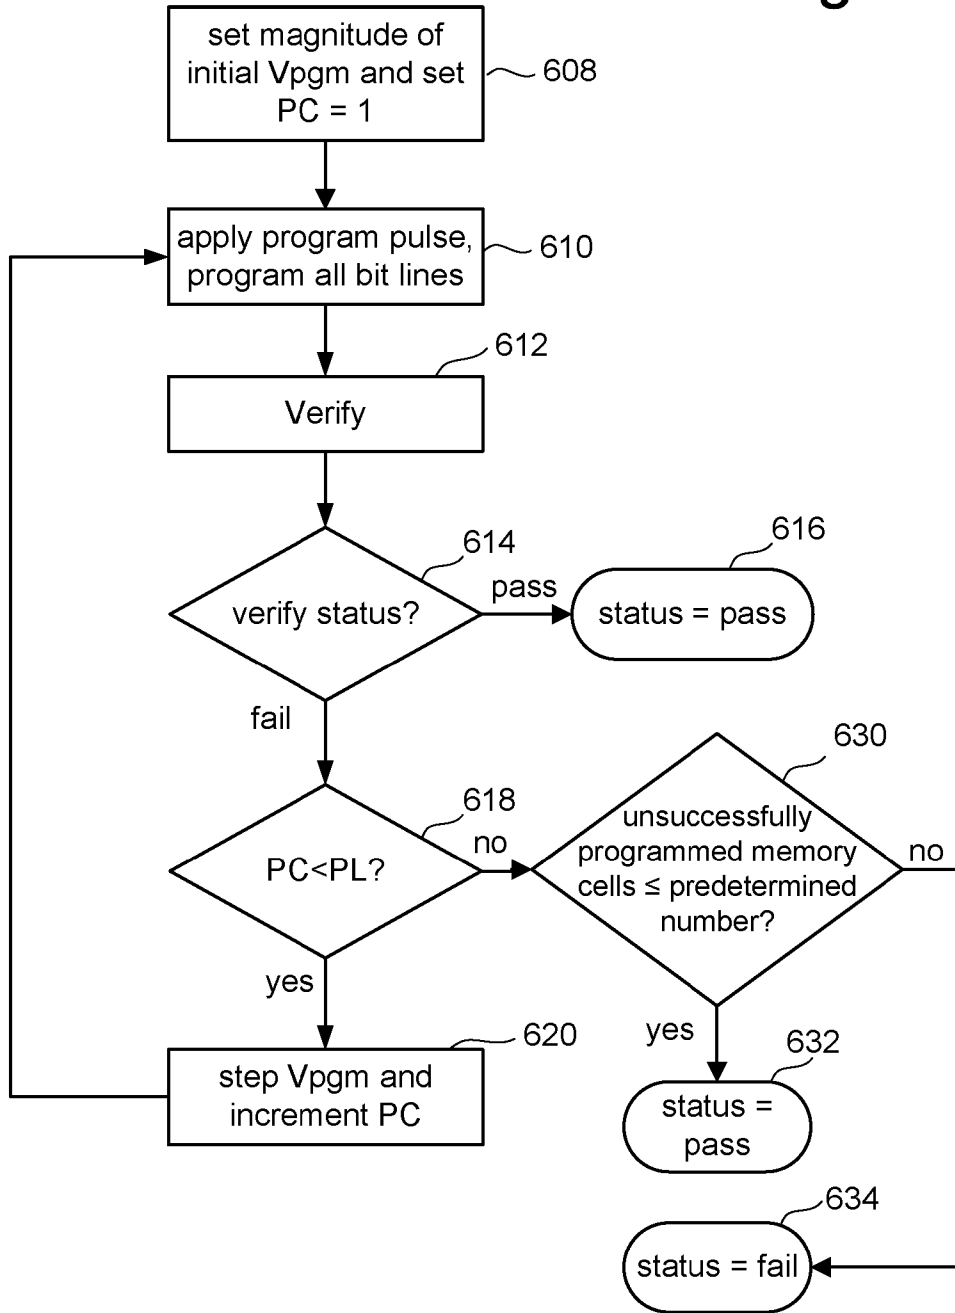 set magnitude of
initial Vpgm and set
PC = 1
608
apply program pulse,
program all bit lines
610
612
Verify
614
verify status?
pass
616
status = pass
fail
618
PC<PL?
no
630
unsuccessfully
programmed memory
cells ≤ predetermined
number?
no
yes
620
step Vpgm and
increment PC
yes
632
status =
pass
634
status = fail